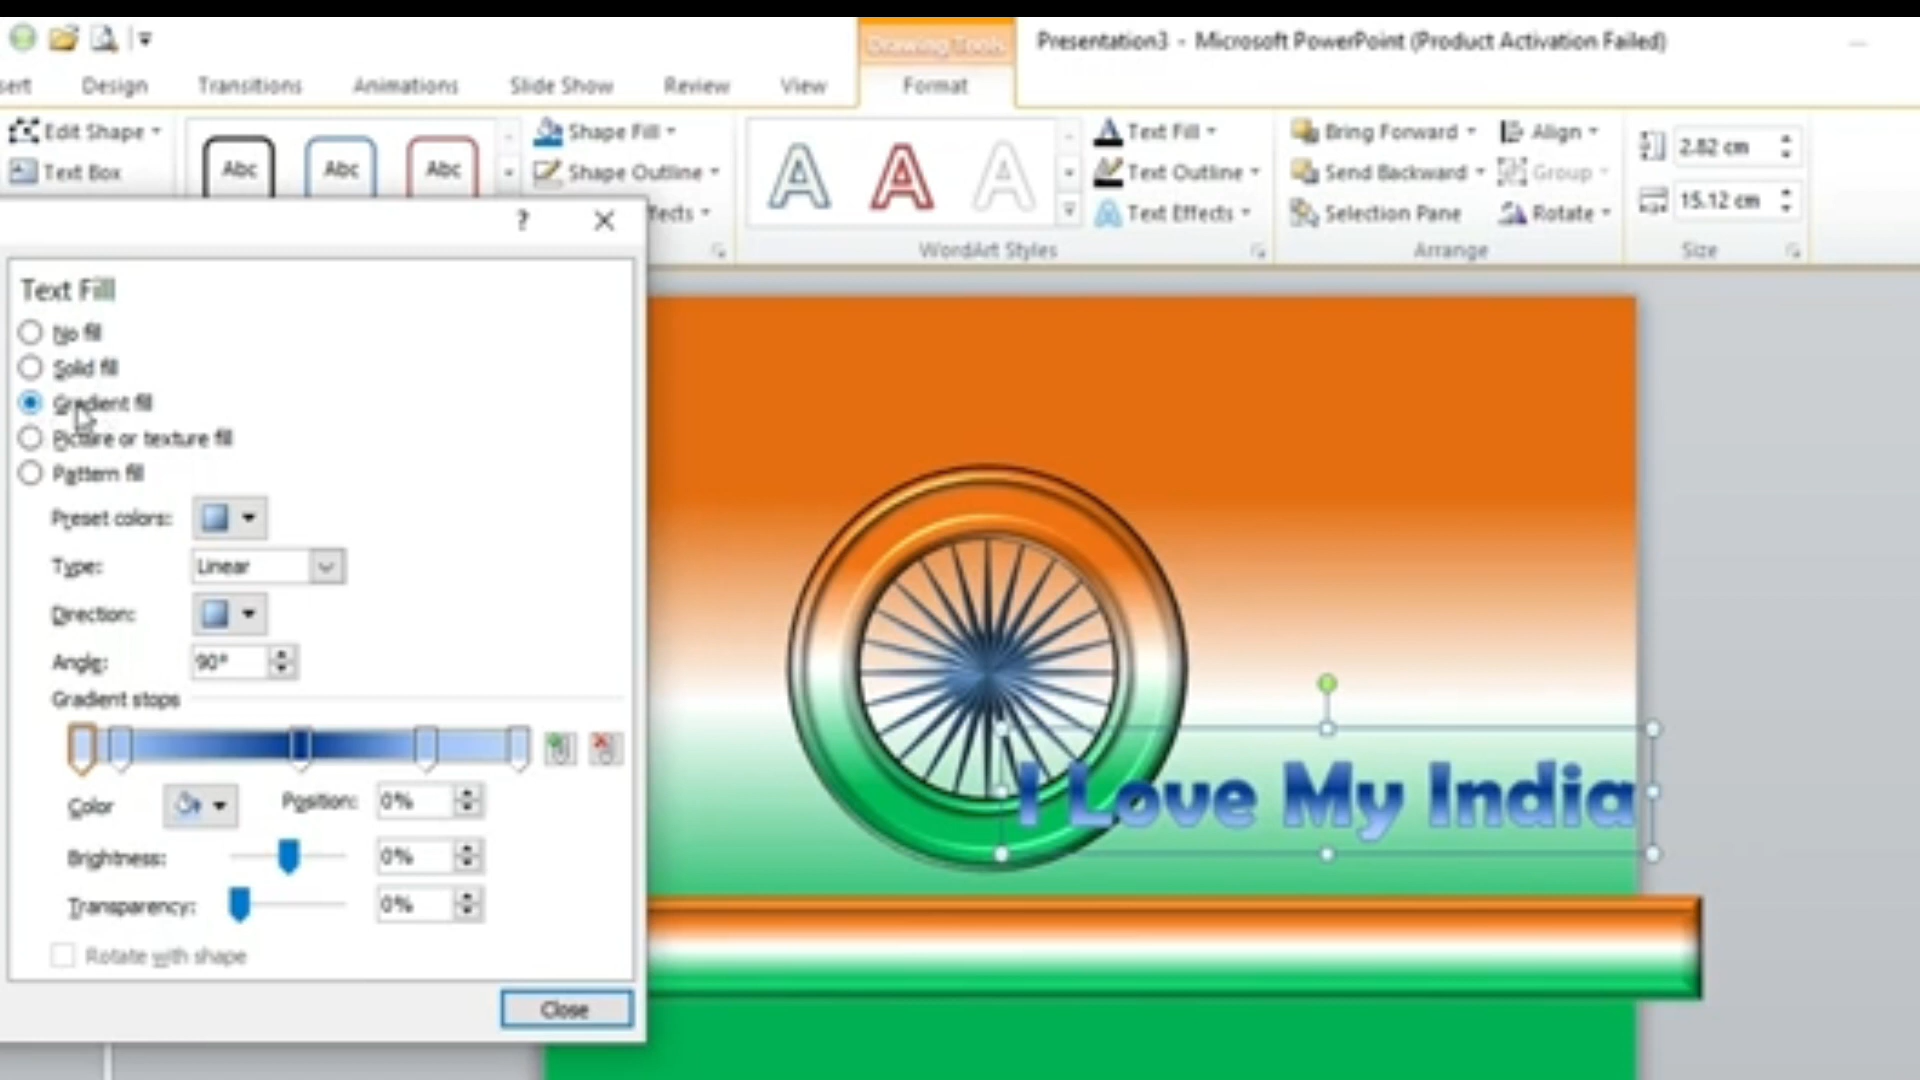 Drawing Tools
Presentation3 - Microsoft PowerPoint (Product Activation Failed)
sert Design Transitions Animations Slide Show Review View Format
Edit Shape
Text Box
Abc Abc Abc
Shape Fill
Shape Outline
ffects
A A A
Text Fill
Text Outline
Text Effects
WordArt Styles
Bring Forward
Send Backward
Selection Pane
Align
Group
Rotate
Arrange
2.82 cm
15.12 cm
Size
?
Text Fill
No fill
Solid fill
Gradient fill
Picture or texture fill
Pattern fill
Preset colors:
Type: Linear
Direction:
Angle: 90°
Gradient stops
Color Position: 0%
Brightness: 0%
Transparency: 0%
Rotate with shape
Close
I Love My India